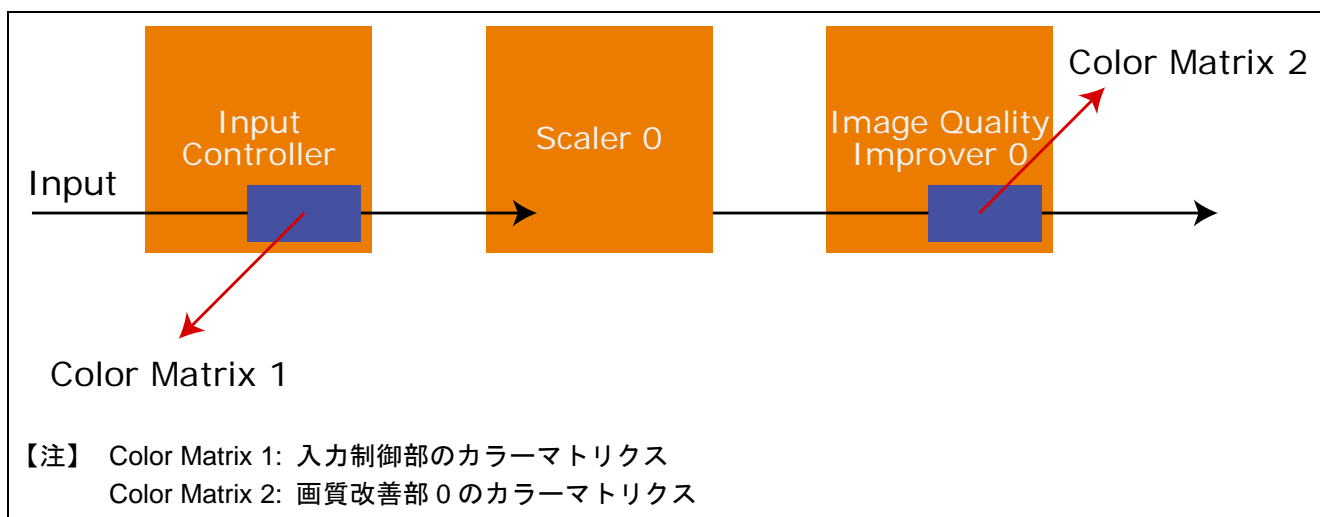 Color Matrix 2
Input
Controller
Scaler 0
Image Quality
Improver 0
Input
Color Matrix 1
【注】 Color Matrix 1: 入力制御部のカラーマトリクス
Color Matrix 2: 画質改善部 0 のカラーマトリクス